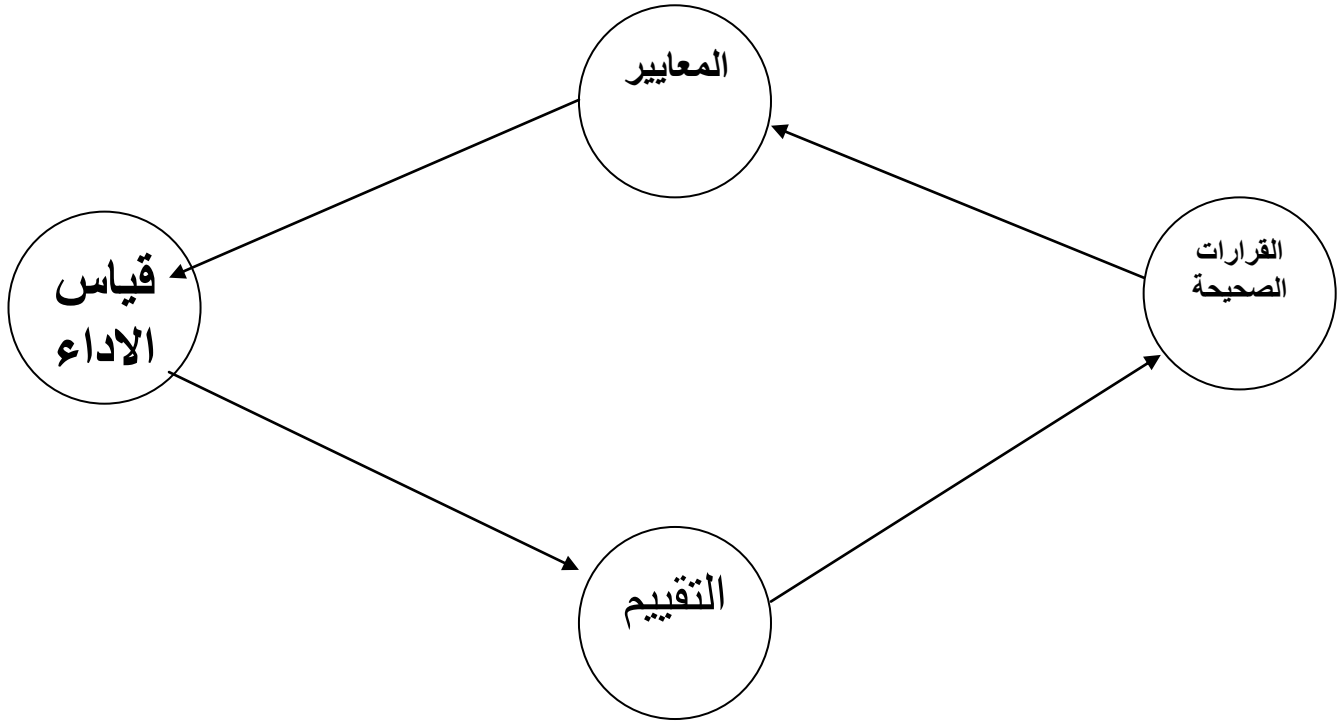 المعايير
القرارات
الصحيحة
قياس
الاداء
التقييم